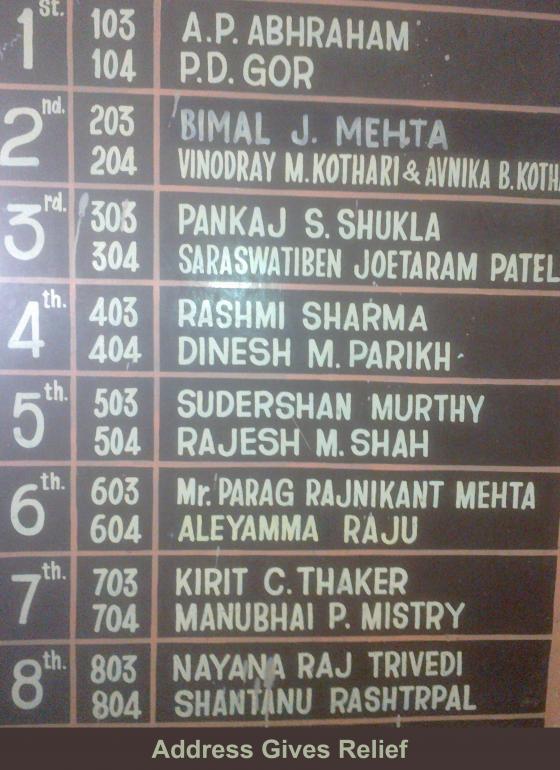 1st. 103 A.P. ABHRAHAM
104 P.D. GOR
2nd. 203 BIMAL J. MEHTA
204 VINODRAY M. KOTHARI & AVNIKA B. KOTH
3rd. 303 PANKAJ S. SHUKLA
304 SARASWATIBEN JOETARAM PATEL
4th. 403 RASHMI SHARMA
404 DINESH M. PARIKH
5th. 503 SUDERSHAN MURTHY
504 RAJESH M. SHAH
6th. 603 Mr. PARAG RAJNIKANT MEHTA
604 ALEYAMMA RAJU
7th. 703 KIRIT C. THAKER
704 MANUBHAI P. MISTRY
8th. 803 NAYANA RAJ TRIVEDI
804 SHANTANU RASHTRPAL
Address Gives Relief